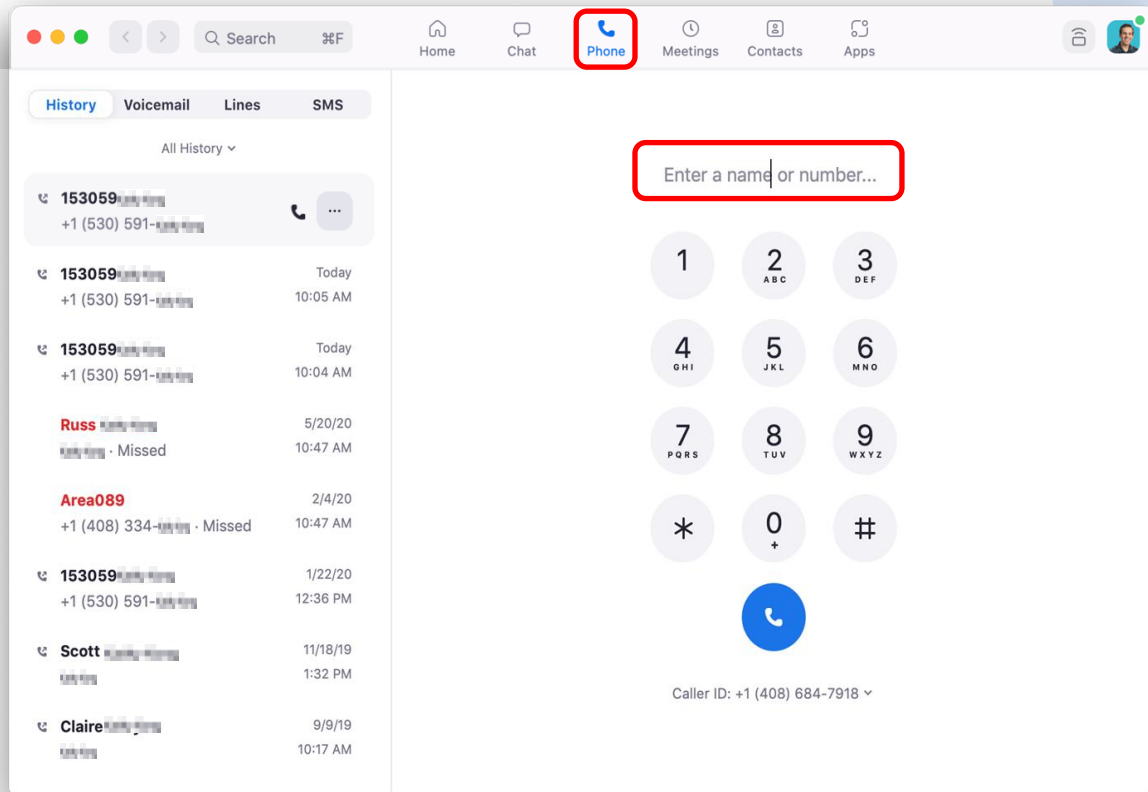 Search ⌘F
Home
Chat
Phone
Meetings
Contacts
Apps
History Voicemail Lines SMS
All History
153059
+1 (530) 591-
...
153059 Today
+1 (530) 591- 10:05 AM
153059 Today
+1 (530) 591- 10:04 AM
Russ 5/20/20
· Missed 10:47 AM
Area089 2/4/20
+1 (408) 334- · Missed 10:47 AM
153059 1/22/20
+1 (530) 591- 12:36 PM
Scott 11/18/19
1:32 PM
Claire 9/9/19
10:17 AM
Enter a name or number...
1 2 3
ABC DEF
4 5 6
GHI JKL MNO
7 8 9
PQRS TUV WXYZ
* 0 #
+
Caller ID: +1 (408) 684-7918